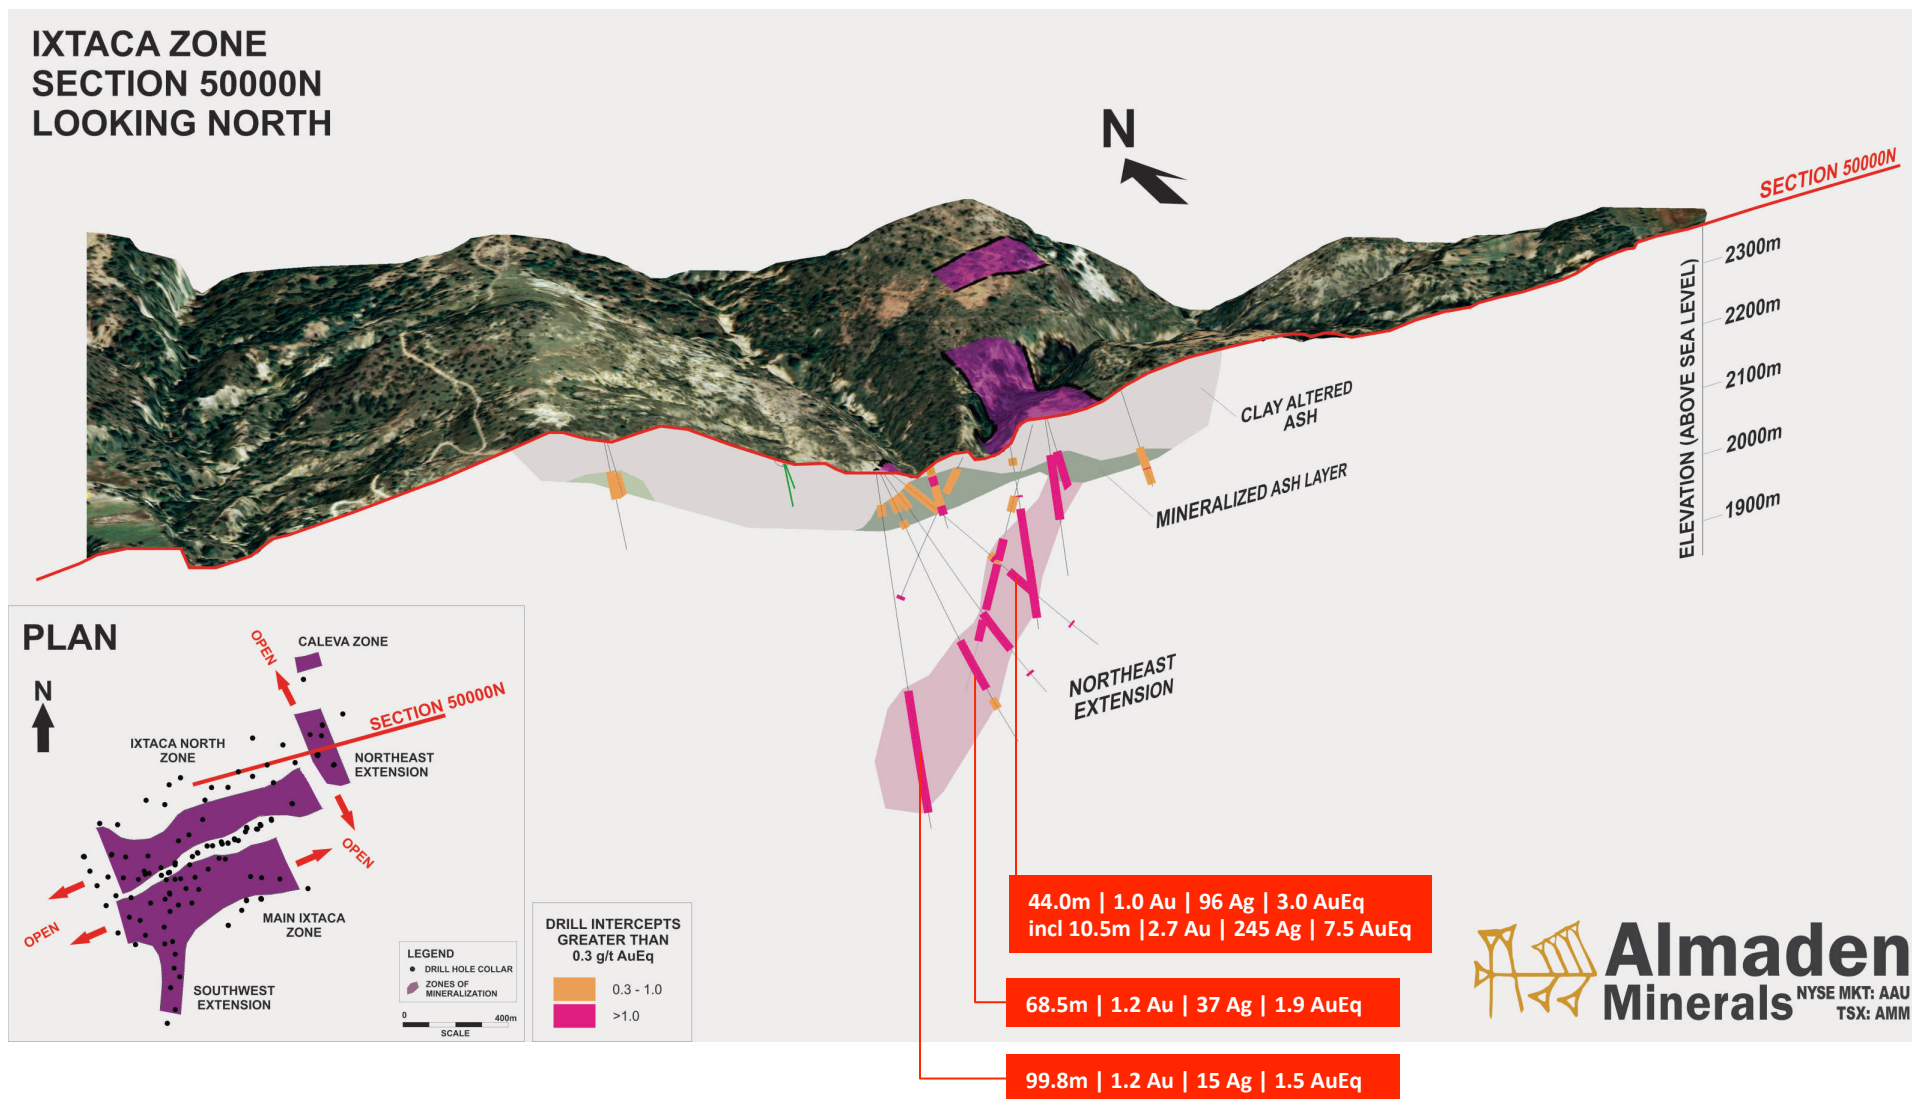 IXTACA ZONE
SECTION 50000N
LOOKING NORTH
N
SECTION 50000N
2300m
2200m
2100m
2000m
1900m
ELEVATION (ABOVE SEA LEVEL)
CLAY ALTERED
ASH
MINERALIZED ASH LAYER
NORTHEAST
EXTENSION
PLAN
N
OPEN
CALEVA ZONE
SECTION 50000N
IXTACA NORTH
ZONE
NORTHEAST
EXTENSION
OPEN
OPEN
MAIN IXTACA
ZONE
SOUTHWEST
EXTENSION
LEGEND
DRILL HOLE COLLAR
ZONES OF
MINERALIZATION
0 400m
SCALE
DRILL INTERCEPTS
GREATER THAN
0.3 g/t AuEq
0.3 - 1.0
>1.0
44.0m | 1.0 Au | 96 Ag | 3.0 AuEq
incl 10.5m |2.7 Au | 245 Ag | 7.5 AuEq
68.5m | 1.2 Au | 37 Ag | 1.9 AuEq
99.8m | 1.2 Au | 15 Ag | 1.5 AuEq
Almaden
Minerals
NYSE MKT: AAU
TSX: AMM